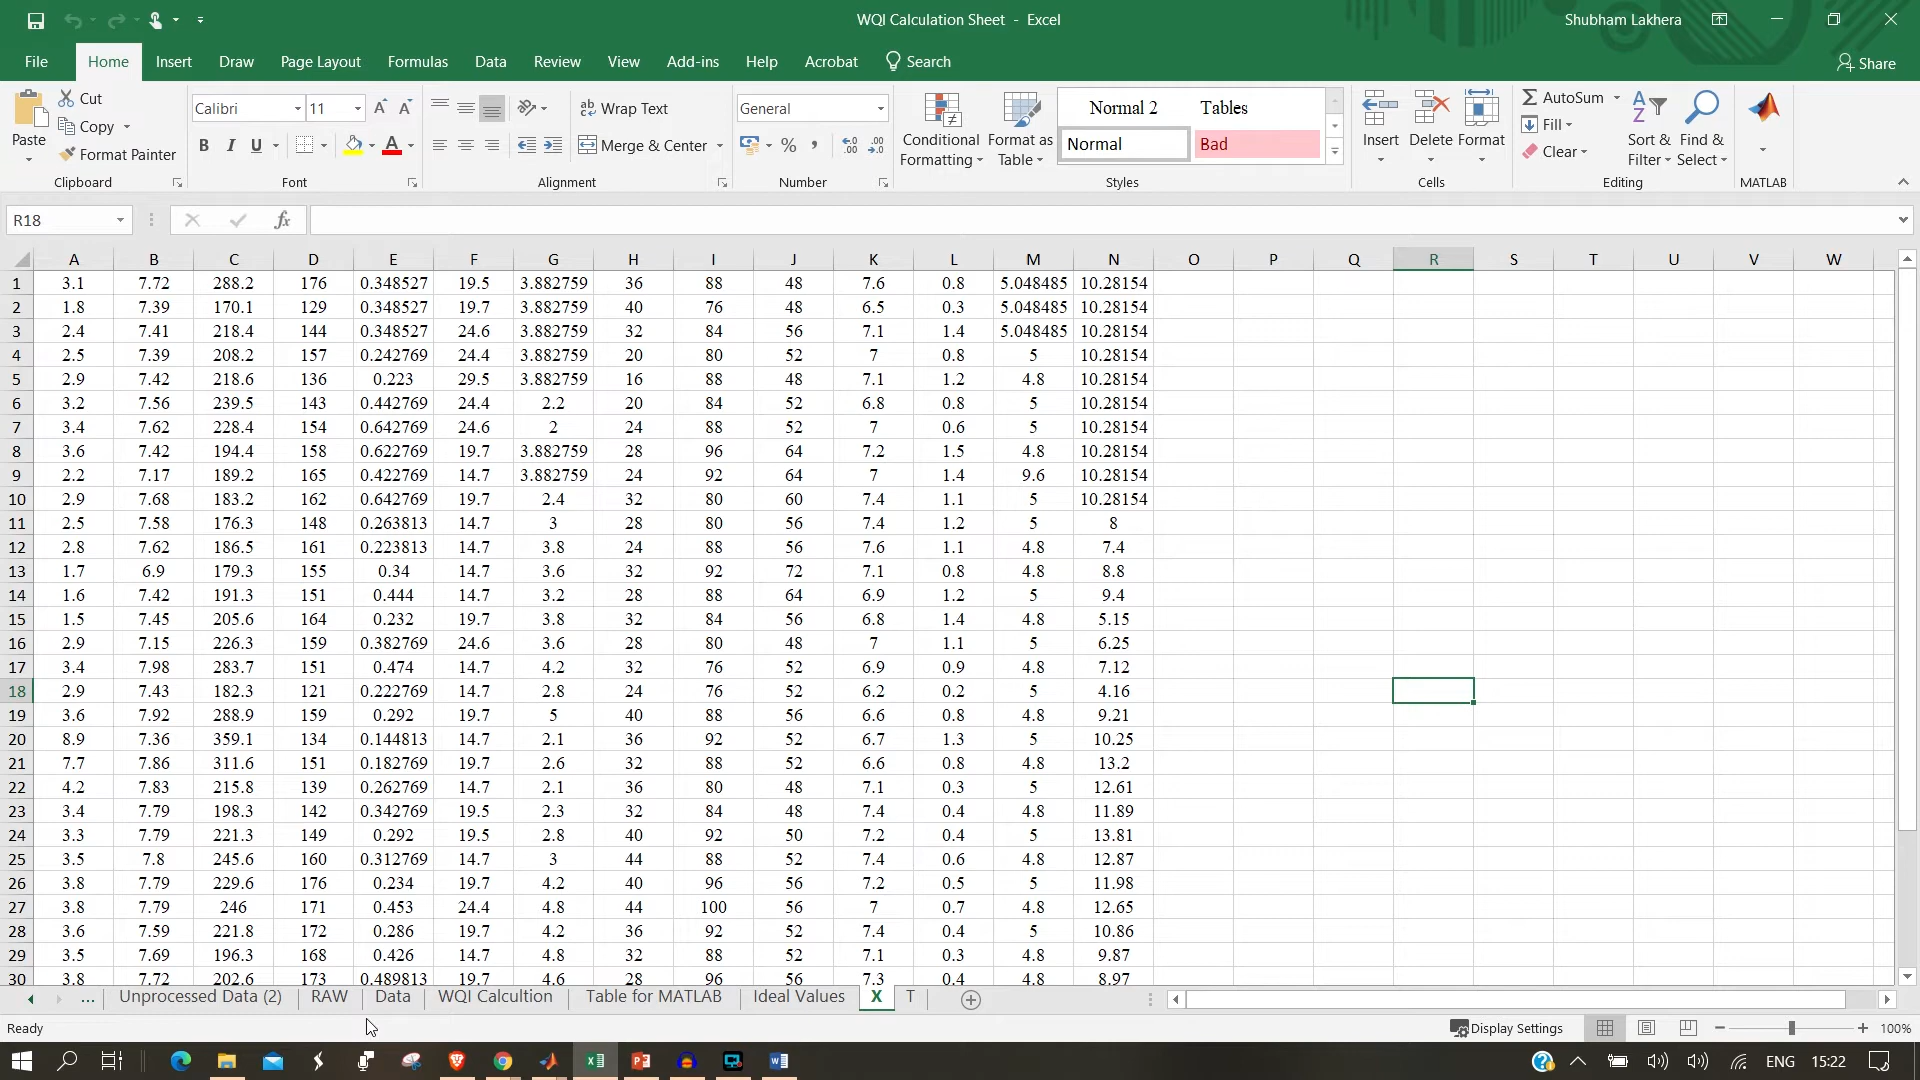 WQI Calculation Sheet - Excel
Shubham Lakhera
File Home Insert Draw Page Layout Formulas Data Review View Add-ins Help Acrobat Search Share
Paste Cut Copy Format Painter
Clipboard
Calibri 11
B I U
Font
Wrap Text
Merge & Center
Alignment
General
% ,
Number
Conditional Formatting Format as Table
Normal 2 Tables
Normal Bad
Styles
Insert Delete Format
Cells
AutoSum Fill Clear
Sort & Filter Find & Select
Editing
MATLAB
R18 fx
A B C D E F G H I J K L M N O P Q R S T U V W
1 3.1 7.72 288.2 176 0.348527 19.5 3.882759 36 88 48 7.6 0.8 5.048485 10.28154
2 1.8 7.39 170.1 129 0.348527 19.7 3.882759 40 76 48 6.5 0.3 5.048485 10.28154
3 2.4 7.41 218.4 144 0.348527 24.6 3.882759 32 84 56 7.1 1.4 5.048485 10.28154
4 2.5 7.39 208.2 157 0.242769 24.4 3.882759 20 80 52 7 0.8 5 10.28154
5 2.9 7.42 218.6 136 0.223 29.5 3.882759 16 88 48 7.1 1.2 4.8 10.28154
6 3.2 7.56 239.5 143 0.442769 24.4 2.2 20 84 52 6.8 0.8 5 10.28154
7 3.4 7.62 228.4 154 0.642769 24.6 2 24 88 52 7 0.6 5 10.28154
8 3.6 7.42 194.4 158 0.622769 19.7 3.882759 28 96 64 7.2 1.5 4.8 10.28154
9 2.2 7.17 189.2 165 0.422769 14.7 3.882759 24 92 64 7 1.4 9.6 10.28154
10 2.9 7.68 183.2 162 0.642769 19.7 2.4 32 80 60 7.4 1.1 5 10.28154
11 2.5 7.58 176.3 148 0.263813 14.7 3 28 80 56 7.4 1.2 5 8
12 2.8 7.62 186.5 161 0.223813 14.7 3.8 24 88 56 7.6 1.1 4.8 7.4
13 1.7 6.9 179.3 155 0.34 14.7 3.6 32 92 72 7.1 0.8 4.8 8.8
14 1.6 7.42 191.3 151 0.444 14.7 3.2 28 88 64 6.9 1.2 5 9.4
15 1.5 7.45 205.6 164 0.232 19.7 3.8 32 84 56 6.8 1.4 4.8 5.15
16 2.9 7.15 226.3 159 0.382769 24.6 3.6 28 80 48 7 1.1 5 6.25
17 3.4 7.98 283.7 151 0.474 14.7 4.2 32 76 52 6.9 0.9 4.8 7.12
18 2.9 7.43 182.3 121 0.222769 14.7 2.8 24 76 52 6.2 0.2 5 4.16
19 3.6 7.92 288.9 159 0.292 19.7 5 40 88 56 6.6 0.8 4.8 9.21
20 8.9 7.36 359.1 134 0.144813 14.7 2.1 36 92 52 6.7 1.3 5 10.25
21 7.7 7.86 311.6 151 0.182769 19.7 2.6 32 88 52 6.6 0.8 4.8 13.2
22 4.2 7.83 215.8 139 0.262769 14.7 2.1 36 80 48 7.1 0.3 5 12.61
23 3.4 7.79 198.3 142 0.342769 19.5 2.3 32 84 48 7.4 0.4 4.8 11.89
24 3.3 7.79 221.3 149 0.292 19.5 2.8 40 92 50 7.2 0.4 5 13.81
25 3.5 7.8 245.6 160 0.312769 14.7 3 44 88 52 7.4 0.6 4.8 12.87
26 3.8 7.79 229.6 176 0.234 19.7 4.2 40 96 56 7.2 0.5 5 11.98
27 3.8 7.79 246 171 0.453 24.4 4.8 44 100 56 7 0.7 4.8 12.65
28 3.6 7.59 221.8 172 0.286 19.7 4.2 36 92 52 7.4 0.4 5 10.86
29 3.5 7.69 196.3 168 0.426 14.7 4.8 32 88 52 7.1 0.3 4.8 9.87
30 3.8 7.72 202.6 173 0.489813 19.7 4.6 28 96 56 7.3 0.4 4.8 8.97
... Unprocessed Data (2) RAW Data WQI Calcultion Table for MATLAB Ideal Values X T
Ready Display Settings 100%
ENG 15:22